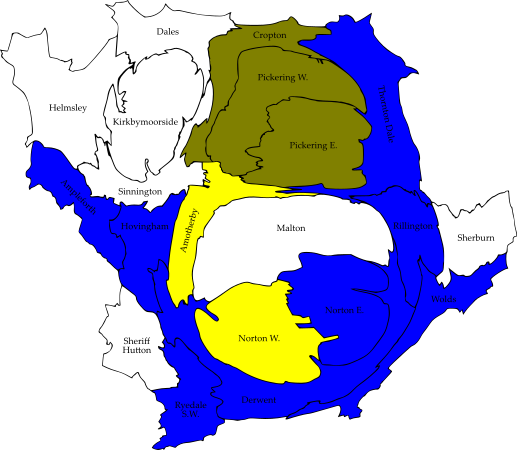 Dales
Cropton
Pickering W.
Thornton Dale
Helmsley
Kirkbymoorside
Pickering E.
Ampleforth
Sinnington
Hovingham
Amotherby
Malton
Rillington
Sherburn
Wolds
Norton E.
Sheriff
Hutton
Norton W.
Ryedale
S.W.
Derwent